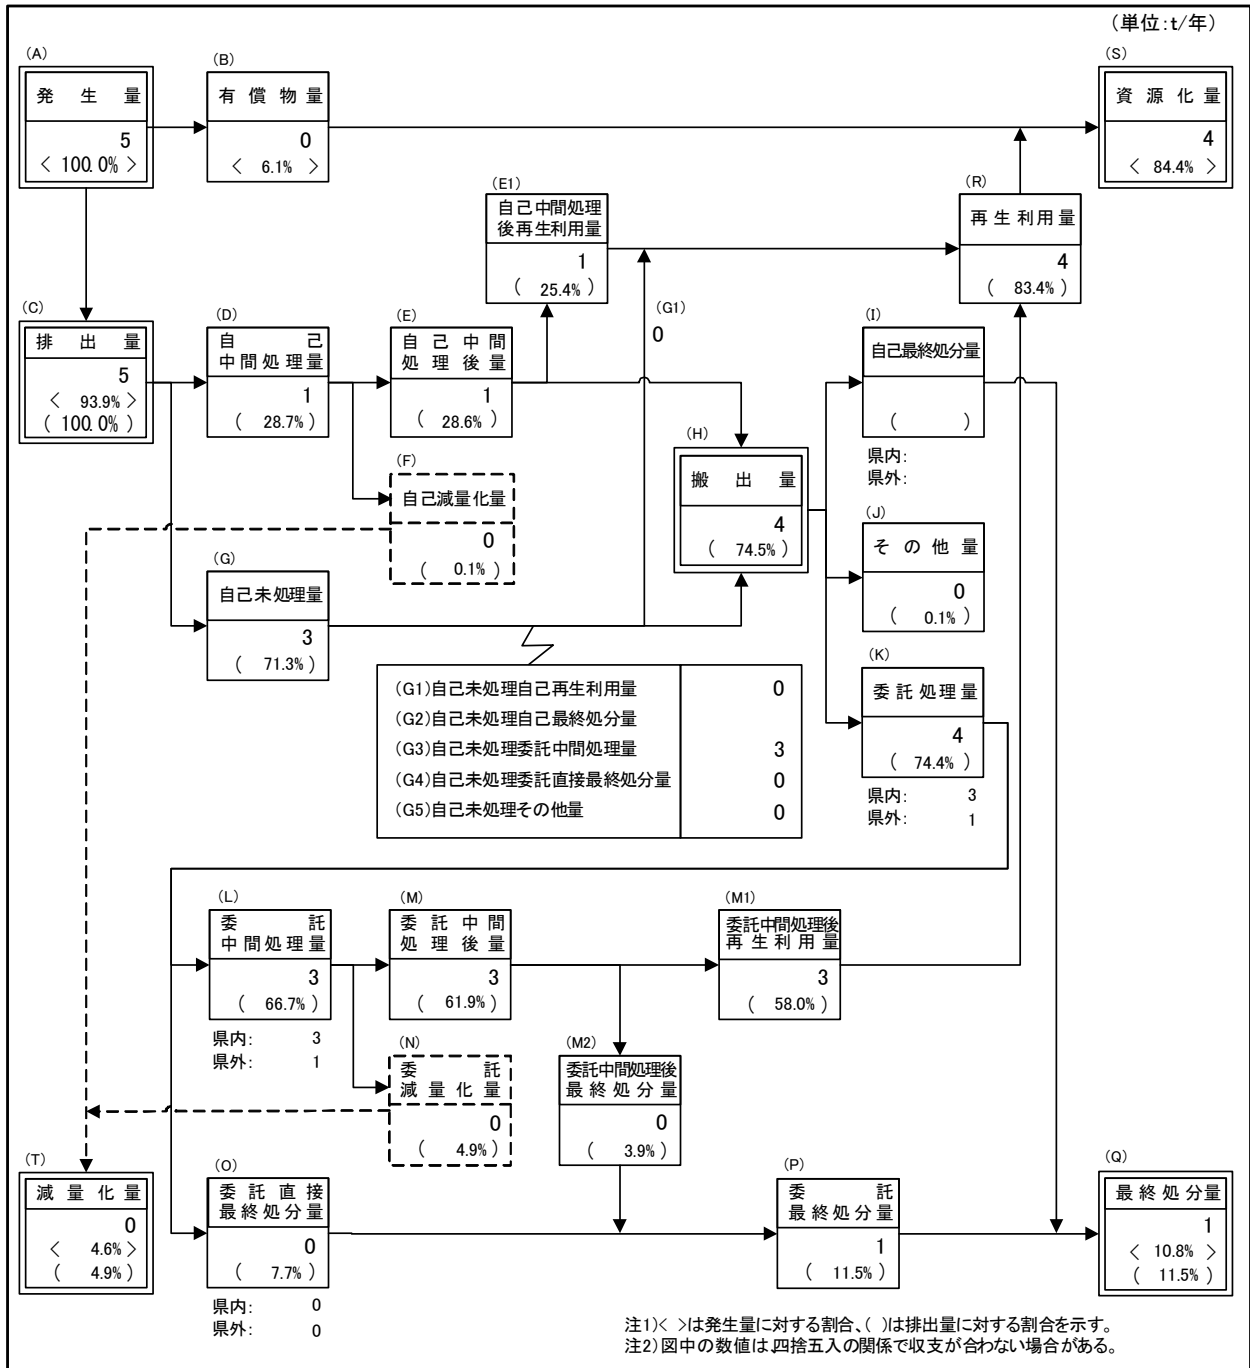 (単位:t/年)
(A)
発生量
5
< 100.0% >
(B)
有償物量
0
< 6.1% >
(S)
資源化量
4
< 84.4% >
(E1)
自己中間処理
後再生利用量
1
( 25.4% )
(R)
再生利用量
4
( 83.4% )
(G1)
0
(C)
排出量
5
< 93.9% >
( 100.0% )
(D)
自己
中間処理量
1
( 28.7% )
(E)
自己中間
処理後量
1
( 28.6% )
(I)
自己最終処分量
( )
県内:
県外:
(F)
自己減量化量
0
( 0.1% )
(H)
搬出量
4
( 74.5% )
(J)
その他量
0
( 0.1% )
(G)
自己未処理量
3
( 71.3% )
(K)
委託処理量
4
( 74.4% )
県内: 3
県外: 1
(G1)自己未処理自己再生利用量 0
(G2)自己未処理自己最終処分量
(G3)自己未処理委託中間処理量 3
(G4)自己未処理委託直接最終処分量 0
(G5)自己未処理その他量 0
(L)
委託
中間処理量
3
( 66.7% )
県内: 3
県外: 1
(M)
委託中間
処理後量
3
( 61.9% )
(M1)
委託中間処理後
再生利用量
3
( 58.0% )
(N)
委託
減量化量
0
( 4.9% )
(M2)
委託中間処理後
最終処分量
0
( 3.9% )
(T)
減量化量
0
< 4.6% >
( 4.9% )
(O)
委託直接
最終処分量
0
( 7.7% )
県内: 0
県外: 0
(P)
委託
最終処分量
1
( 11.5% )
(Q)
最終処分量
1
< 10.8% >
( 11.5% )
注1)< >は発生量に対する割合、( )は排出量に対する割合を示す。
注2)図中の数値は、四捨五入の関係で収支が合わない場合がある。